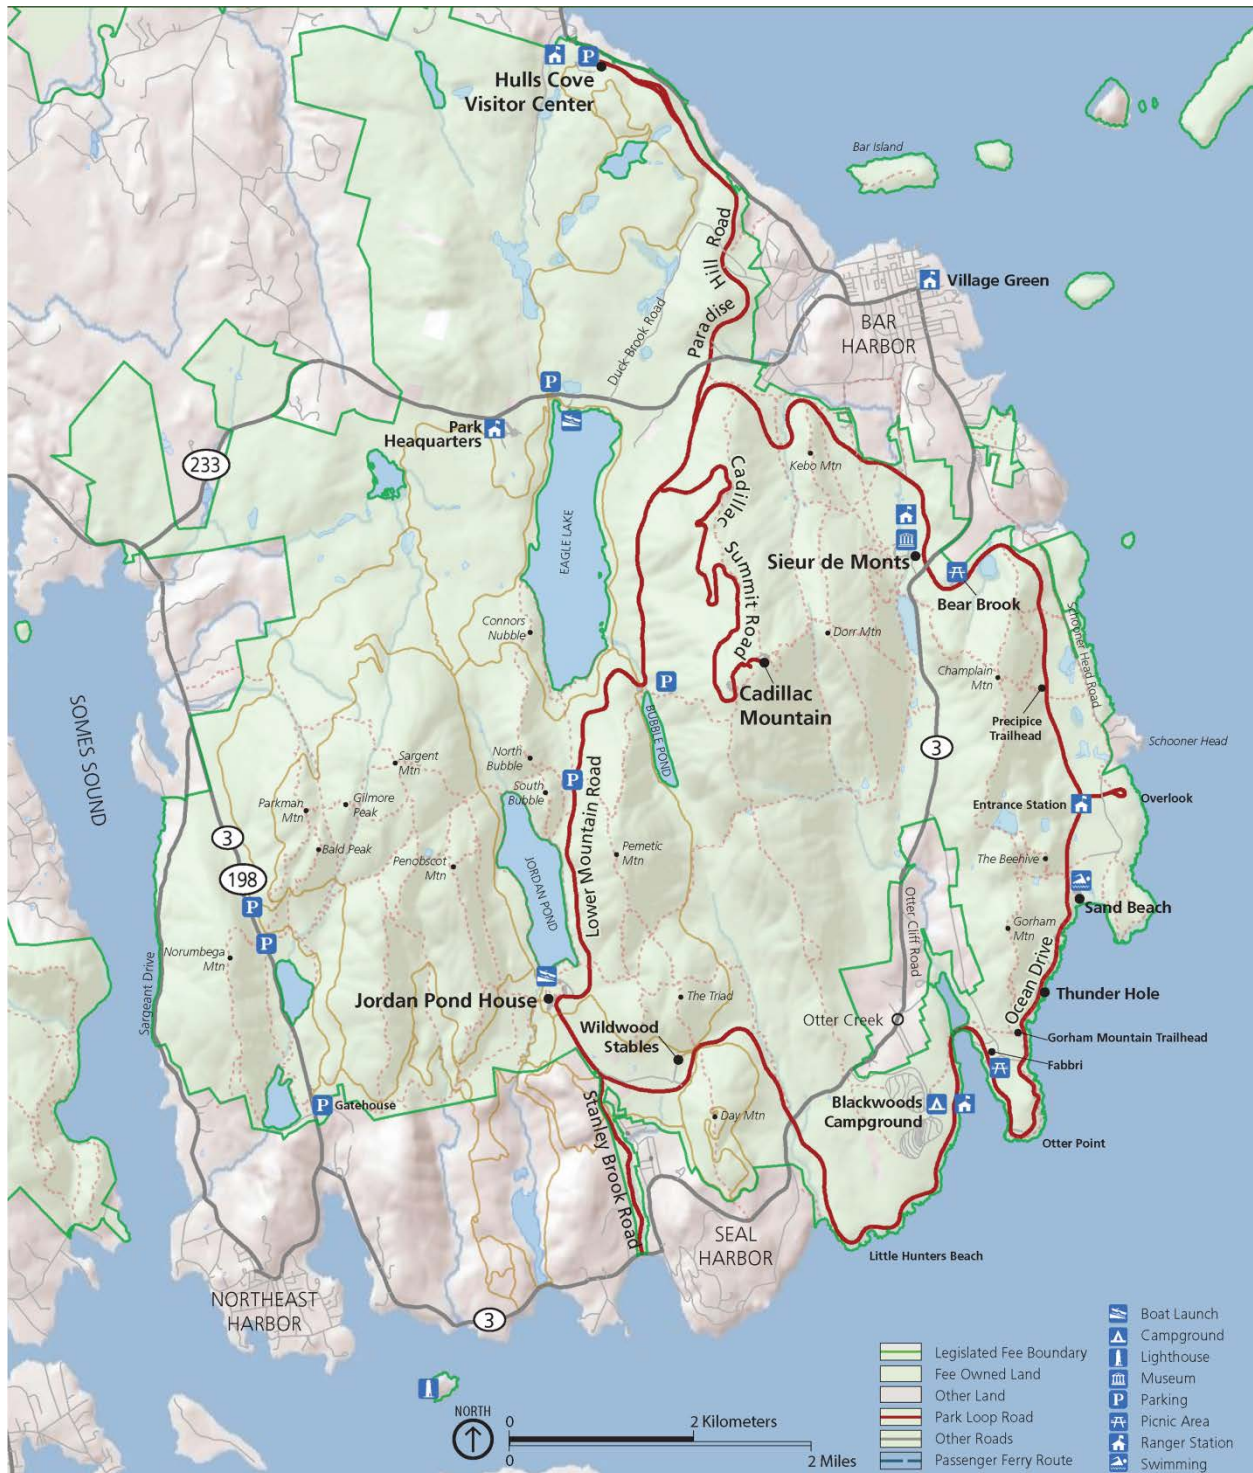 Hulls Cove
Visitor Center
Bar Island
Paradise Hill Road
Village Green
BAR
HARBOR
Duck Brook Road
Park
Heaquarters
233
Kebo Mtn
Cadillac Summit Road
EAGLE LAKE
Sieur de Monts
Bear Brook
Schooner Head Road
Connors
Nubble
Dorr Mtn
Champlain
Mtn
Cadillac
Mountain
Precipice
Trailhead
SOMES SOUND
BUBBLE POND
3
Schooner Head
North
Bubble
Sargent
Mtn
South
Bubble
Lower Mountain Road
Parkman
Mtn
Gilmore
Peak
Entrance Station
Overlook
3
198
Bald Peak
Penobscot
Mtn
Pemetic
Mtn
The Beehive
JORDAN POND
Otter Cliff Road
Sand Beach
Gorham
Mtn
Norumbega
Mtn
Sargeant Drive
Ocean Drive
Jordan Pond House
The Triad
Thunder Hole
Otter Creek
Wildwood
Stables
Gorham Mountain Trailhead
Fabbri
Gatehouse
Stanley Brook Road
Day Mtn
Blackwoods
Campground
Otter Point
SEAL
HARBOR
Little Hunters Beach
NORTHEAST
HARBOR
3
NORTH
0
2 Kilometers
0
2 Miles
Legislated Fee Boundary
Fee Owned Land
Other Land
Park Loop Road
Other Roads
Passenger Ferry Route
Boat Launch
Campground
Lighthouse
Museum
P
Parking
Picnic Area
Ranger Station
Swimming